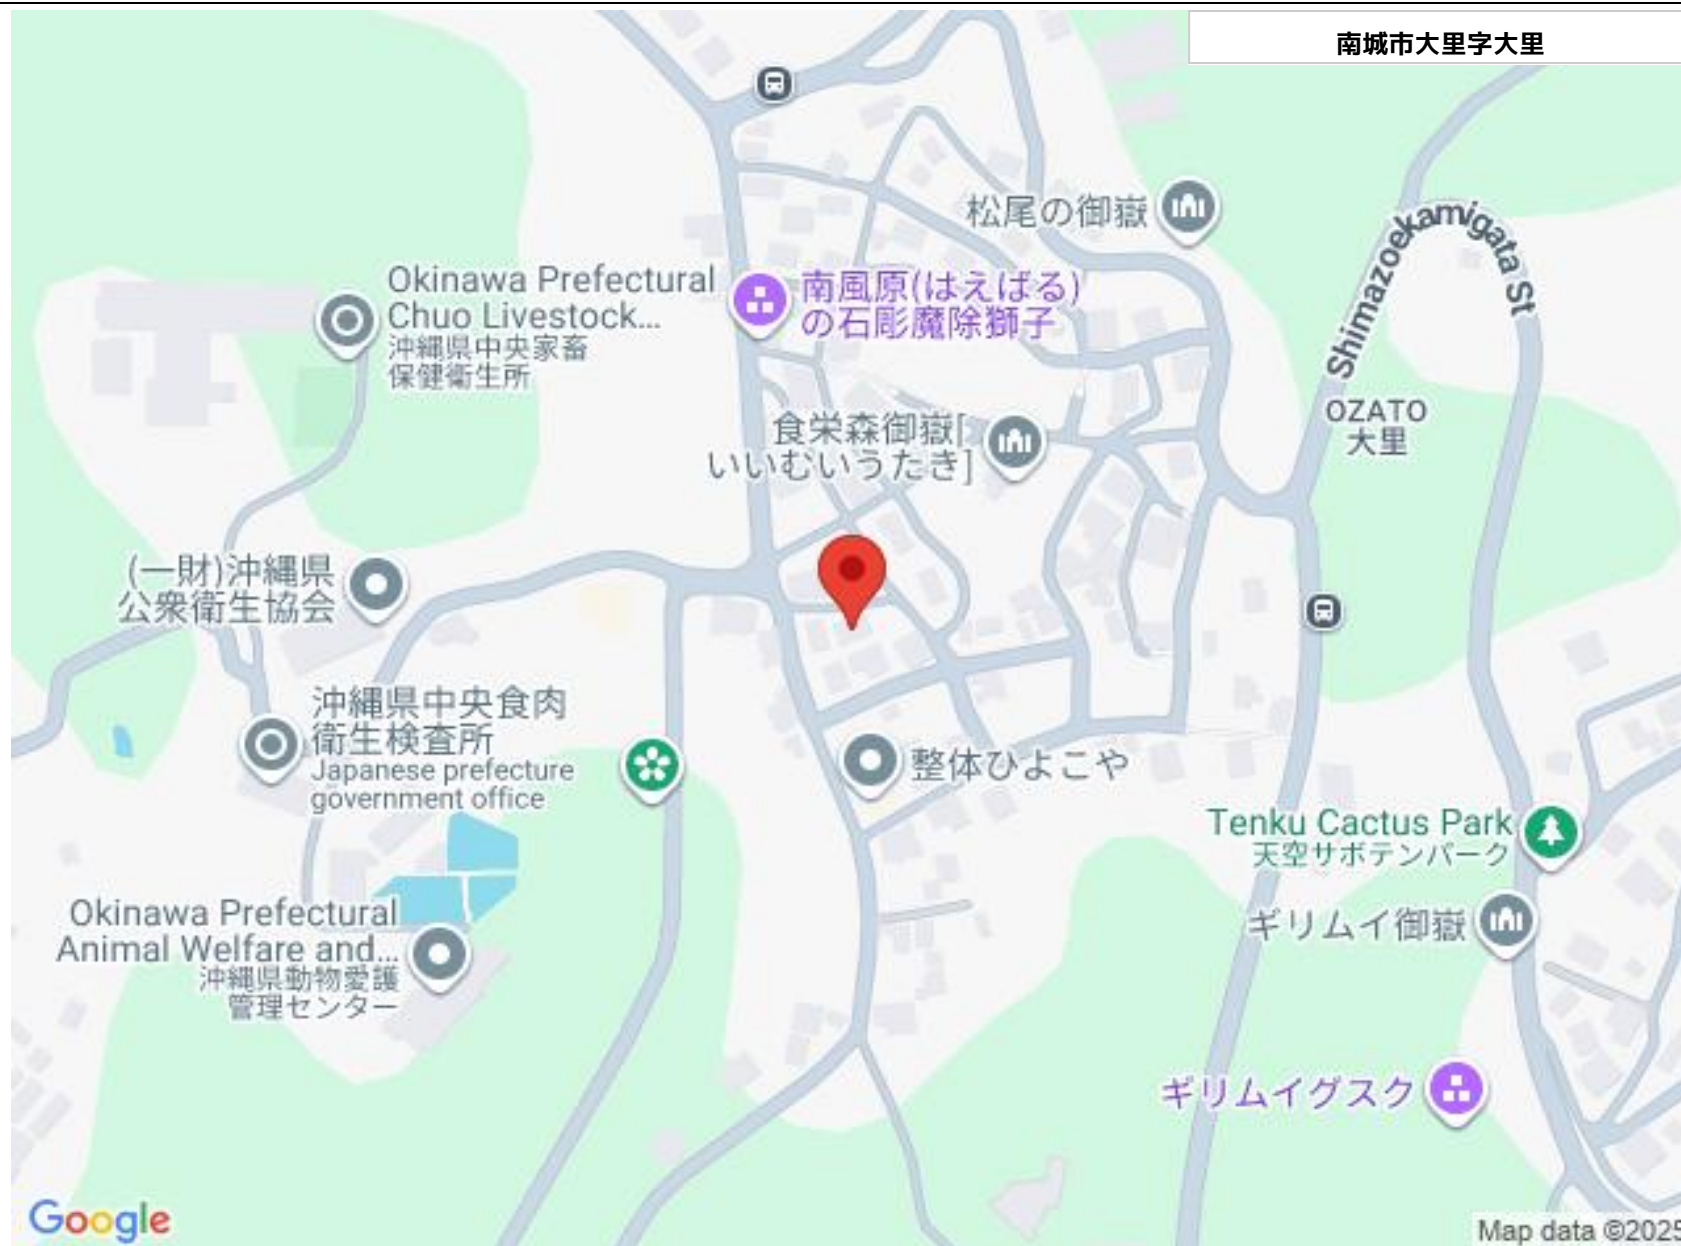 南城市大里字大里
松尾の御嶽
Shimazoekamigata St
Okinawa Prefectural
Chuo Livestock...
沖縄県中央家畜
保健衛生所
南風原(はえばる)
の石彫魔除獅子
OZATO
大里
食栄森御嶽[
いいむいうたき]
(一財)沖縄県
公衆衛生協会
沖縄県中央食肉
衛生検査所
Japanese prefecture
government office
整体ひよこや
Tenku Cactus Park
天空サボテンパーク
Okinawa Prefectural
Animal Welfare and...
沖縄県動物愛護
管理センター
ギリムイ御嶽
ギリムイグスク
Google
Map data ©2025